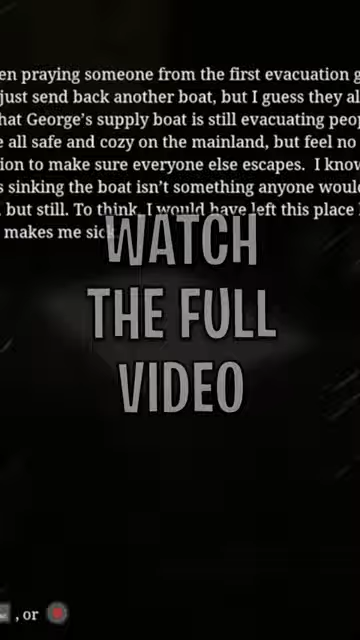 en praying someone from the first evacuation g
just send back another boat, but I guess they al
hat George's supply boat is still evacuating peop
e all safe and cozy on the mainland, but feel no
ion to make sure everyone else escapes. I know
s sinking the boat isn't something anyone would
, but still. To think, I would have left this place
makes me sick
WATCH
THE FULL
VIDEO
, or